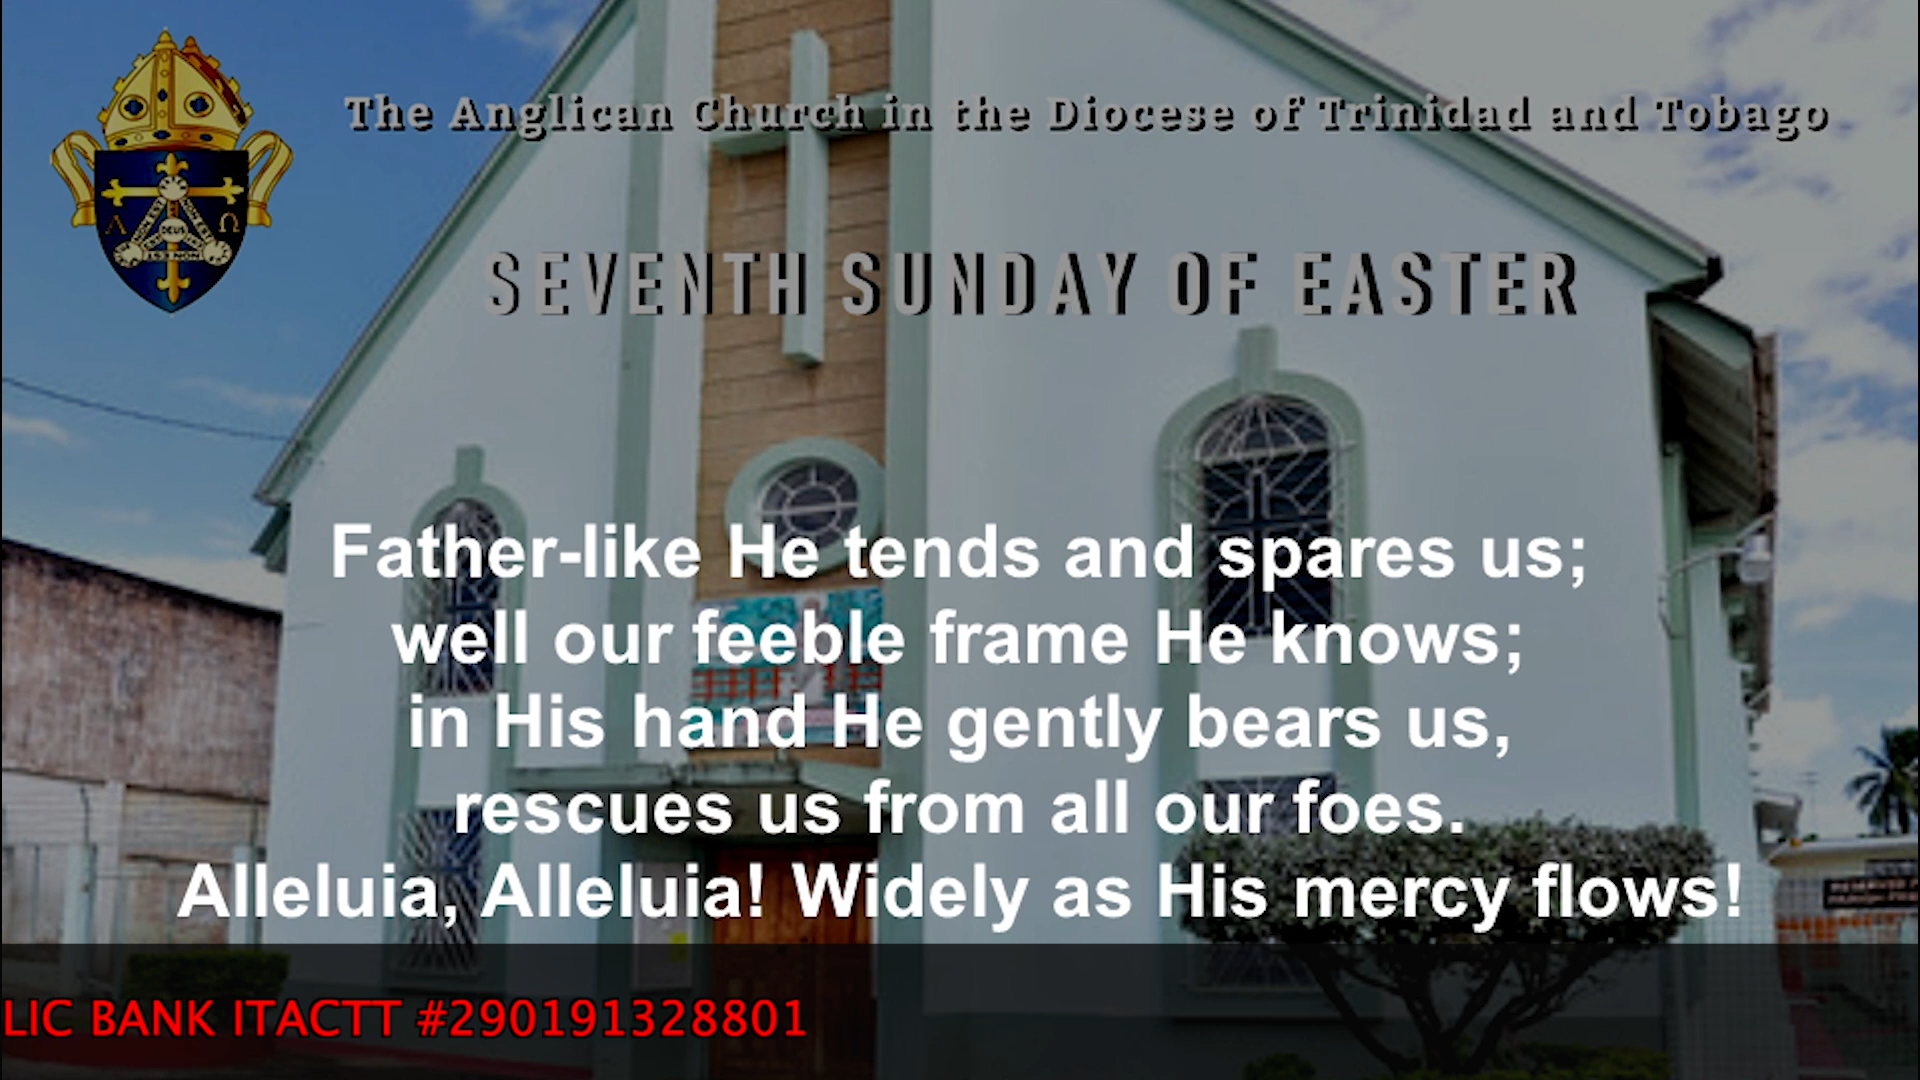 The Anglican Church in the Diocese of Trinidad and Tobago
SEVENTH SUNDAY OF EASTER
Α Ω
DEUS
Father-like He tends and spares us;
well our feeble frame He knows;
in His hand He gently bears us,
rescues us from all our foes.
Alleluia, Alleluia! Widely as His mercy flows!
LIC BANK ITACTT #290191328801